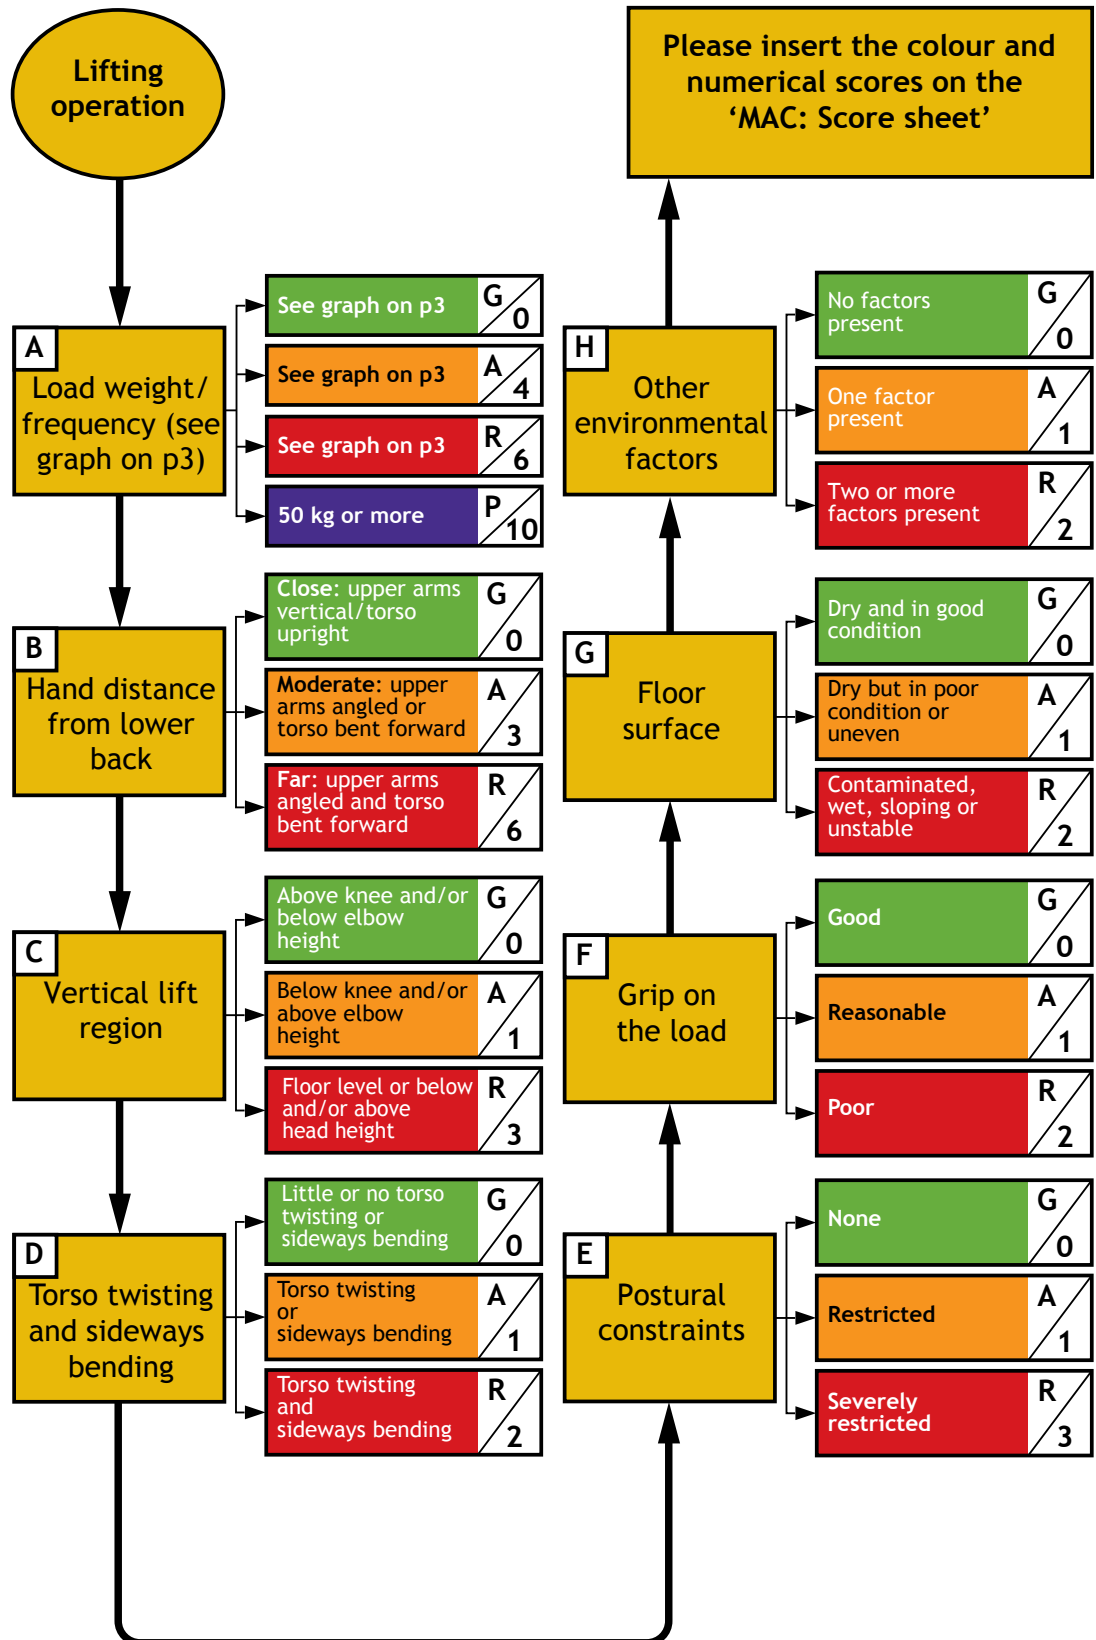 Lifting
operation
A
Load weight/
frequency (see
graph on p3)
See graph on p3
G
0
See graph on p3
A
4
See graph on p3
R
6
50 kg or more
P
10
B
Hand distance
from lower
back
Close: upper arms
vertical/torso
upright
G
0
Moderate: upper
arms angled or
torso bent forward
A
3
Far: upper arms
angled and torso
bent forward
R
6
C
Vertical lift
region
Above knee and/or
below elbow
height
G
0
Below knee and/or
above elbow
height
A
1
Floor level or below
and/or above
head height
R
3
D
Torso twisting
and sideways
bending
Little or no torso
twisting or
sideways bending
G
0
Torso twisting
or
sideways bending
A
1
Torso twisting
and
sideways bending
R
2
E
Postural
constraints
None
G
0
Restricted
A
1
Severely
restricted
R
3
F
Grip on
the load
Good
G
0
Reasonable
A
1
Poor
R
2
G
Floor
surface
Dry and in good
condition
G
0
Dry but in poor
condition or
uneven
A
1
Contaminated,
wet, sloping or
unstable
R
2
H
Other
environmental
factors
No factors
present
G
0
One factor
present
A
1
Two or more
factors present
R
2
Please insert the colour and
numerical scores on the
‘MAC: Score sheet’